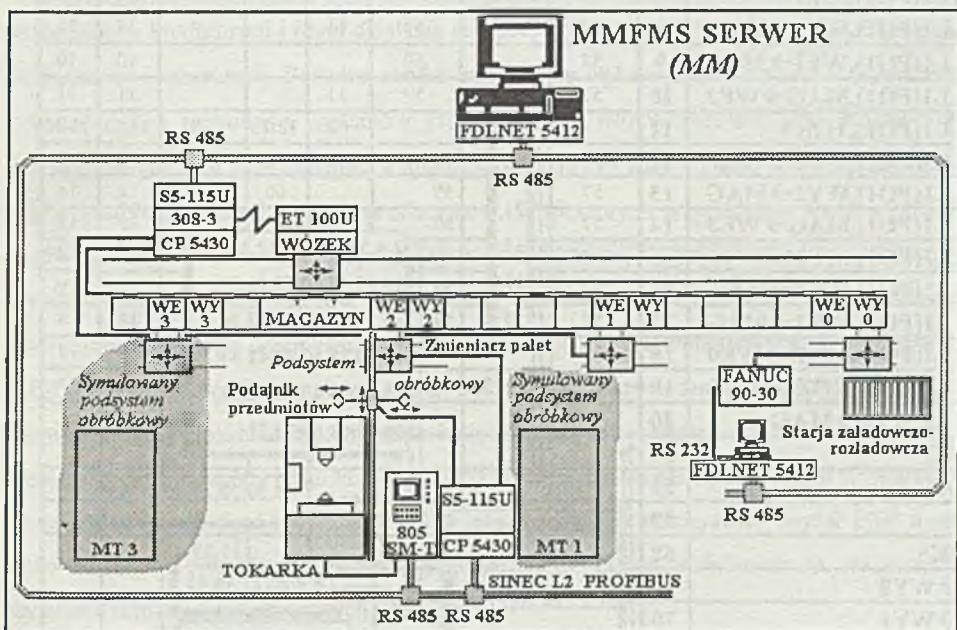 MMFMS SERWER
(MM)
FDLNET 5412
RS 485
RS 485
S5-115U
308-3
CP 5430
ET 100U
WÓZEK
WE 3
WY 3
MAGAZYN
WE 2
WY 2
WE 1
WY 1
WE 0
WY 0
Zmieniacz palet
Podsystem
obróbkowy
Symulowany
podsystem
obróbkowy
Podajnik
przedmiotów
Symulowany
podsystem
obróbkowy
FANUC
90-30
RS 232
Stacja załadowczo-
rozładowcza
FDLNET 5412
RS 485
S5-115U
805
SM-T
CP 5430
MT 3
MT 1
TOKARKA
SINEC L2 PROFIBUS
RS 485
RS 485